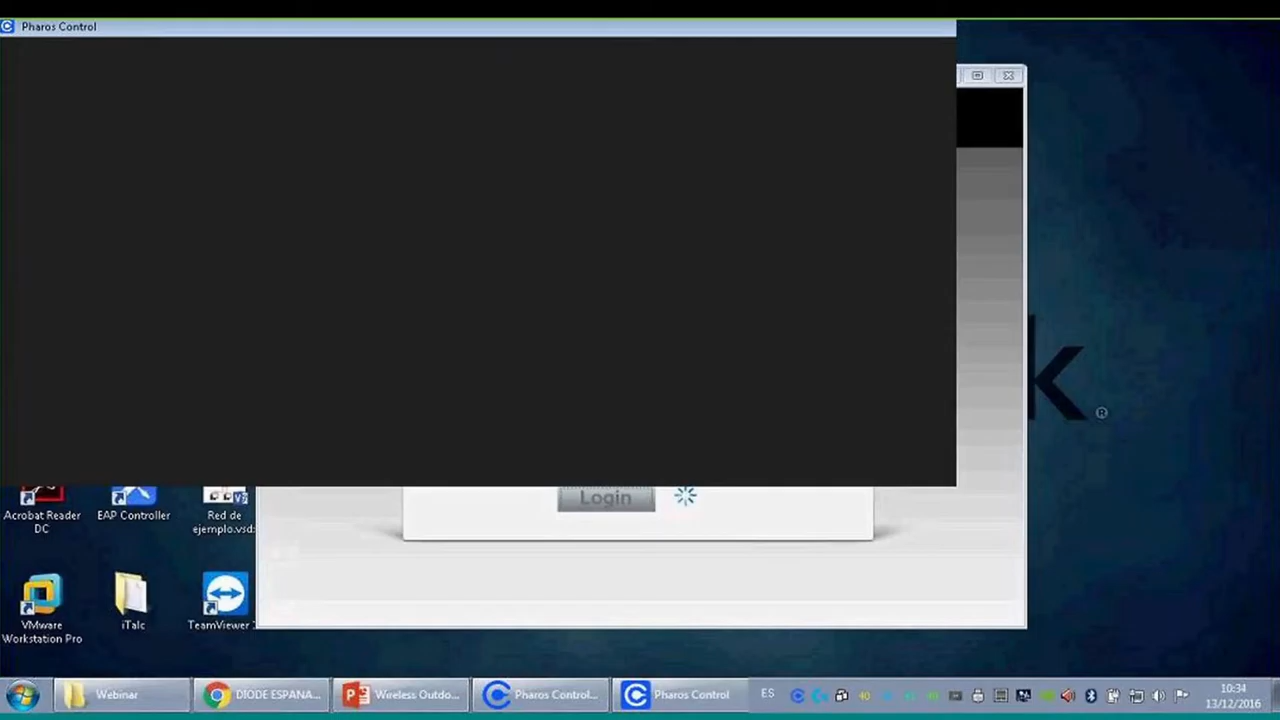 Pharos Control
k
®
Login
Acrobat Reader
DC
EAP Controller
Red de
ejemplo.vsd
VMware
Workstation Pro
iTalc
TeamViewer
Webinar
DIODE ESPANA...
Wireless Outdo...
Pharos Control...
Pharos Control
ES
40
10:34
13/12/2016